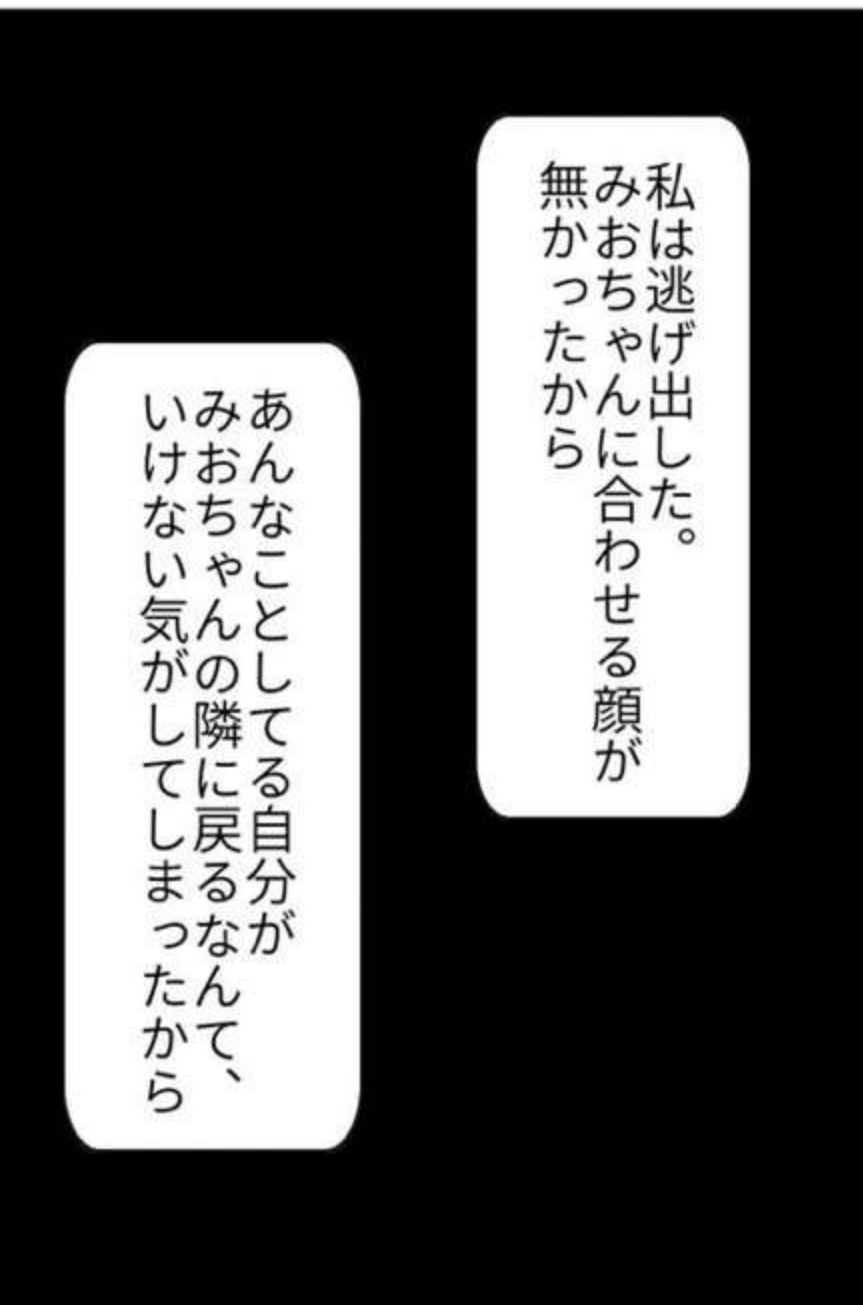 私は逃げ出した。
みおちゃんに合わせる顔が
無かったから
あんなことしてる自分が
みおちゃんの隣に戻るなんて、
いけない気がしてしまったから